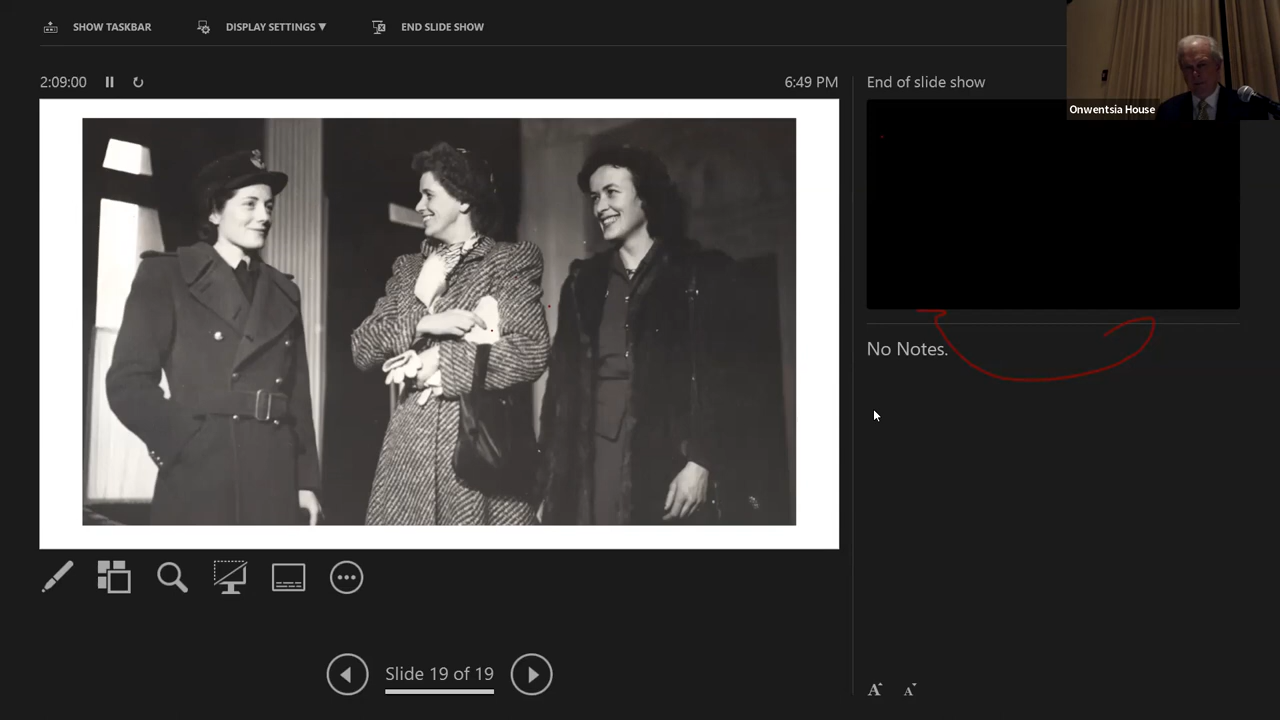 SHOW TASKBAR
DISPLAY SETTINGS ▼
END SLIDE SHOW
2:09:00
6:49 PM
End of slide show
Onwentsia House
No Notes.
Slide 19 of 19
A A